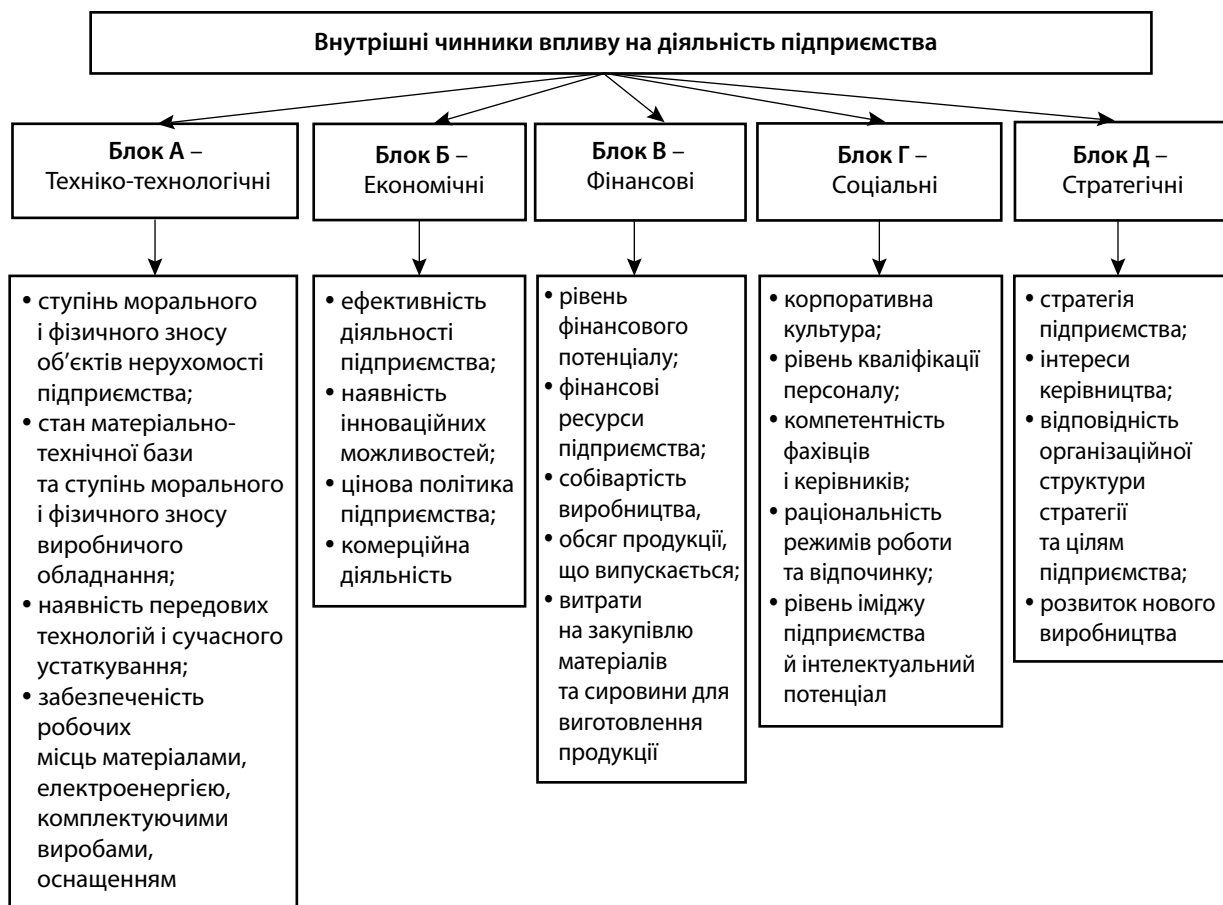 Внутрішні чинники впливу на діяльність підприємства
Блок А –
Техніко-технологічні
Блок Б –
Економічні
Блок В –
Фінансові
Блок Г –
Соціальні
Блок Д –
Стратегічні
• ступінь морального
і фізичного зносу
об’єктів нерухомості
підприємства;
• стан матеріально-
технічної бази
та ступінь морального
і фізичного зносу
виробничого
обладнання;
• наявність передових
технологій і сучасного
устаткування;
• забезпеченість
робочих
місць матеріалами,
електроенергією,
комплектуючими
виробами,
оснащенням
• ефективність
діяльності
підприємства;
• наявність
інноваційних
можливостей;
• цінова політика
підприємства;
• комерційна
діяльність
• рівень
фінансового
потенціалу;
• фінансові
ресурси
підприємства;
• собівартість
виробництва,
• обсяг продукції,
що випускається;
• витрати
на закупівлю
матеріалів
та сировини для
виготовлення
продукції
• корпоративна
культура;
• рівень кваліфікації
персоналу;
• компетентність
фахівців
і керівників;
• раціональність
режимів роботи
та відпочинку;
• рівень іміджу
підприємства
й інтелектуальний
потенціал
• стратегія
підприємства;
• інтереси
керівництва;
• відповідність
організаційної
структури
стратегії
та цілям
підприємства;
• розвиток нового
виробництва